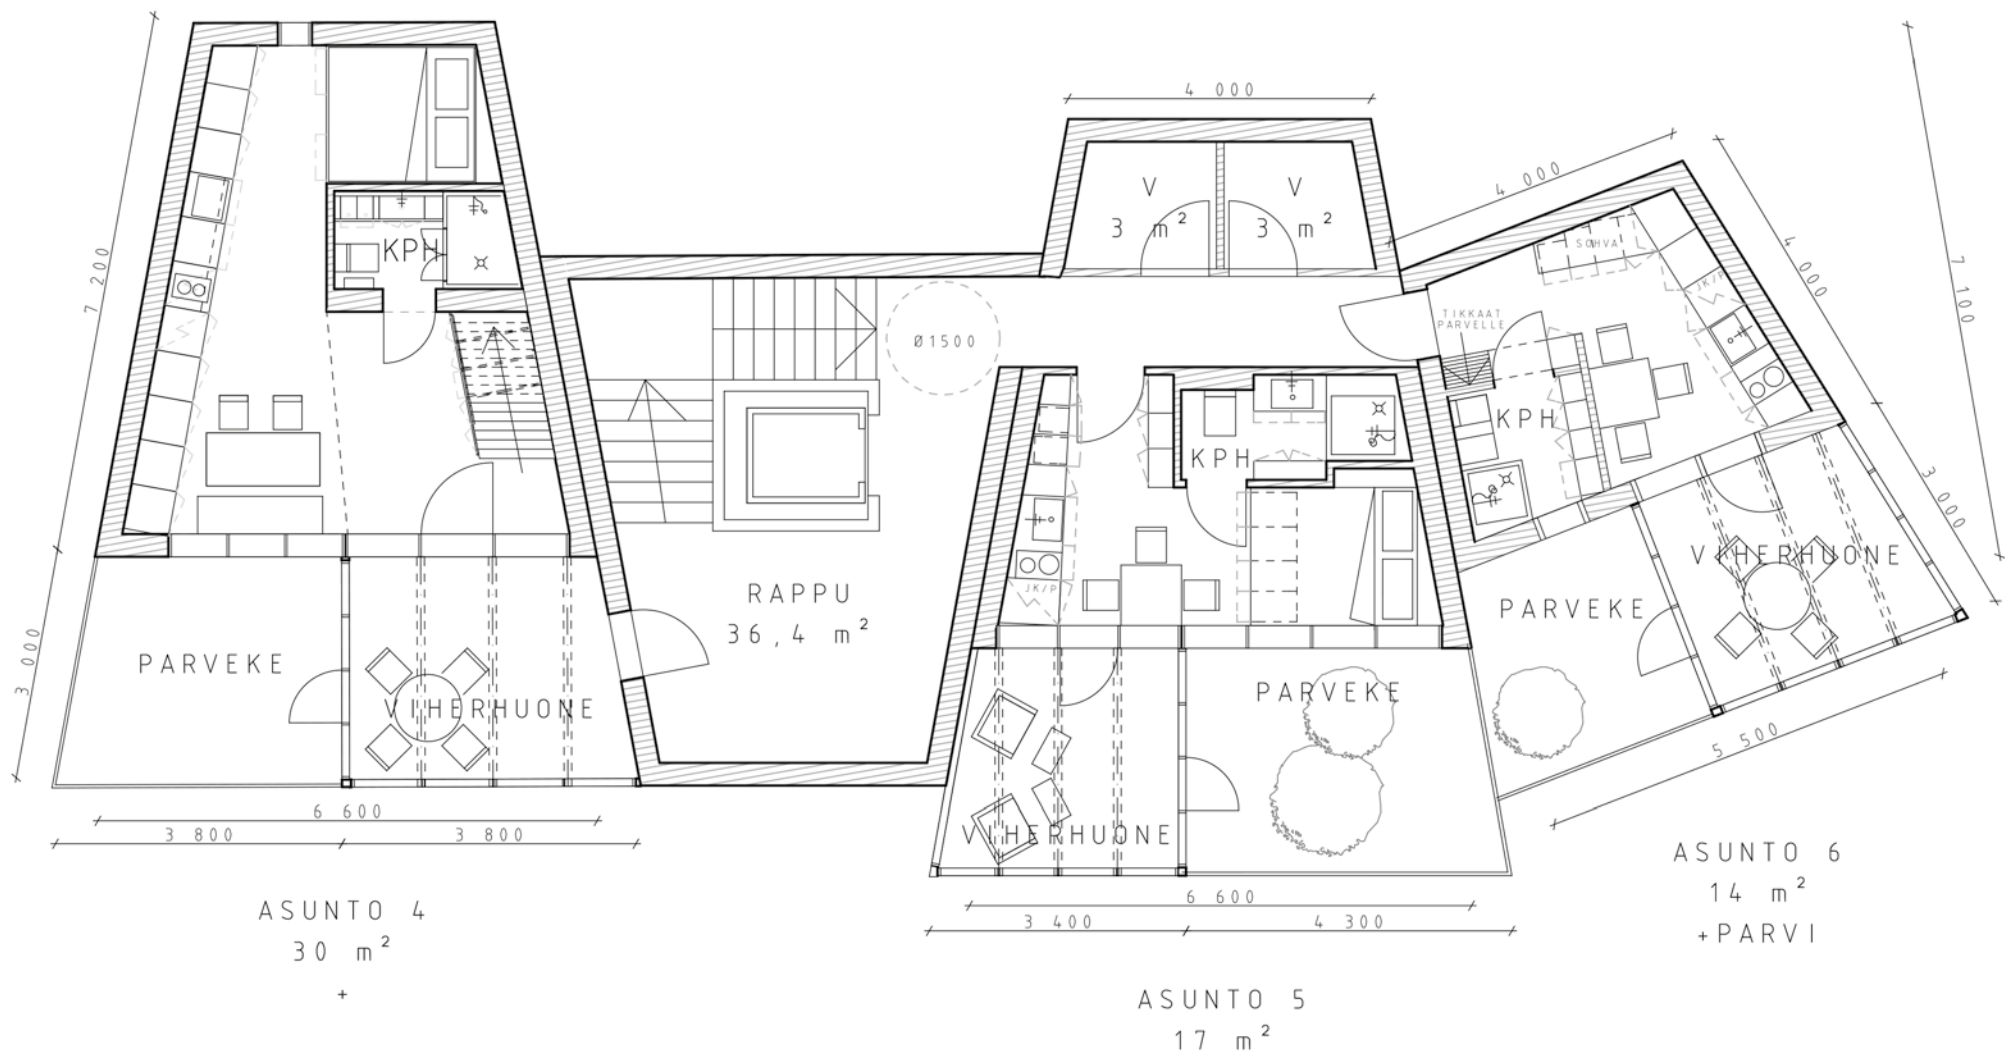 4 000
7 200
V
3 m²
V
3 m²
4 000
SOHVA
4 000
7 100
KPH
JK/P
TIKKAAT
PARVELLE
Ø1500
KPH
KPH
3 000
VIHERHUONE
RAPPU
36,4 m²
JK/P
PARVEKE
3 000
PARVEKE
PARVEKE
VIHERHUONE
5 500
VIHERHUONE
6 600
3 800
3 800
ASUNTO 6
14 m²
+PARVI
6 600
3 400
4 300
ASUNTO 4
30 m²
+
ASUNTO 5
17 m²